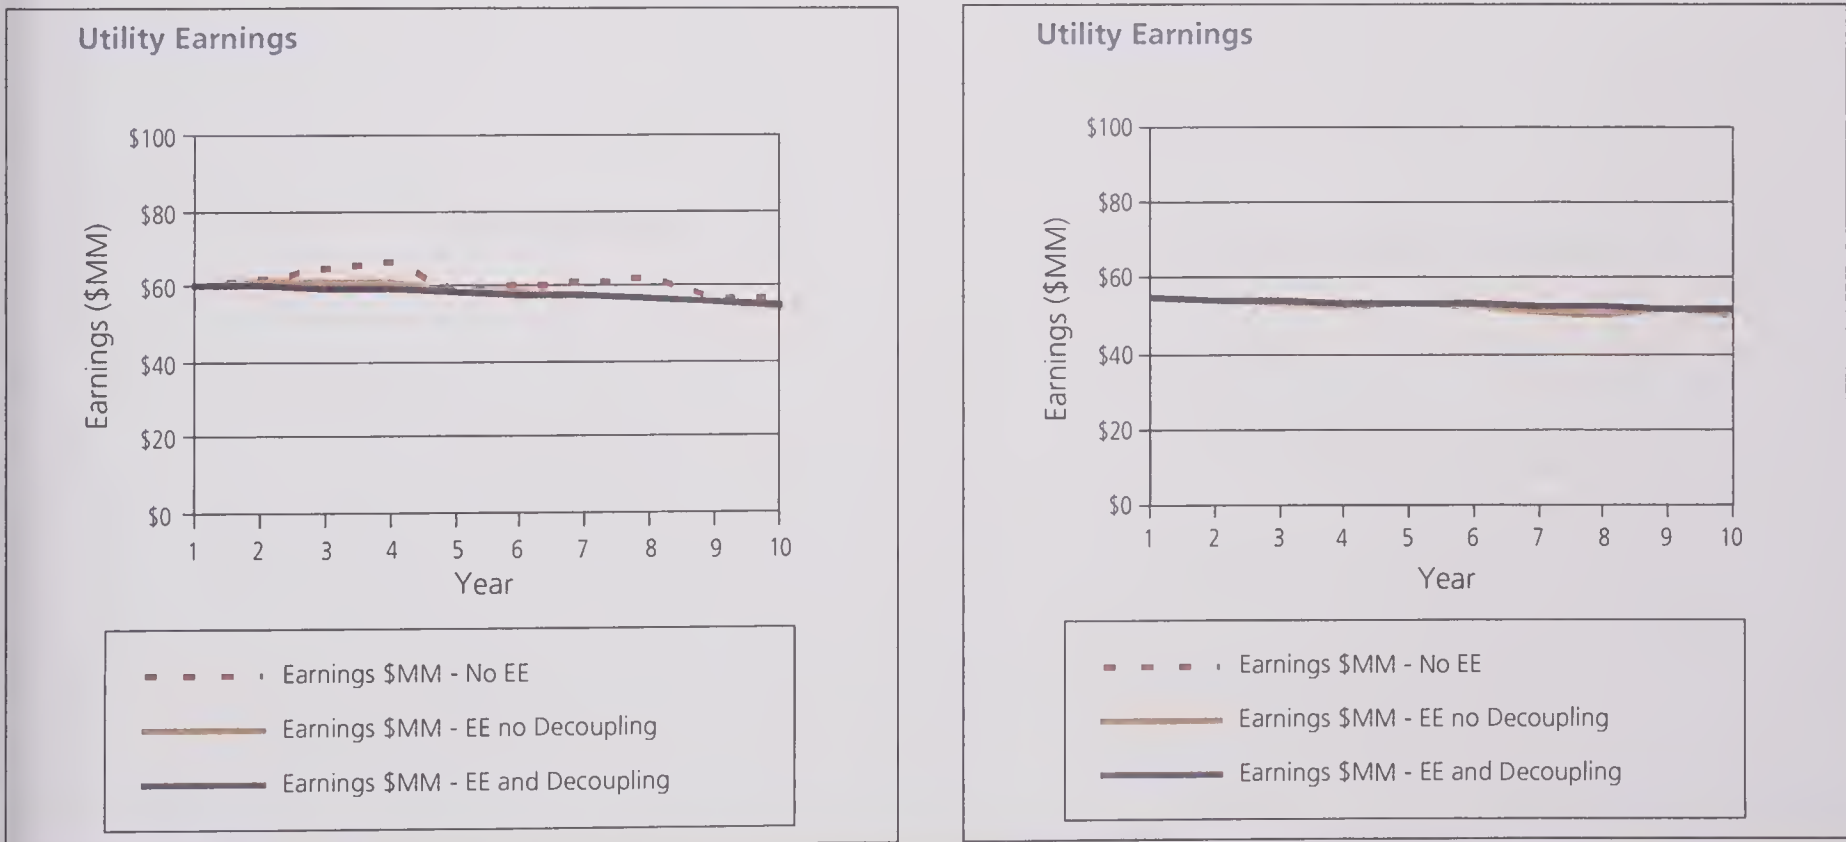 Utility Earnings
$100
$80
$60
$40
$20
$0
Earnings ($MM)
1 2 3 4 5 6 7 8 9 10
Year
Earnings $MM - No EE
Earnings $MM - EE no Decoupling
Earnings $MM - EE and Decoupling
Utility Earnings
$100
$80
$60
$40
$20
$0
Earnings ($MM)
1 2 3 4 5 6 7 8 9 10
Year
Earnings $MM - No EE
Earnings $MM - EE no Decoupling
Earnings $MM - EE and Decoupling